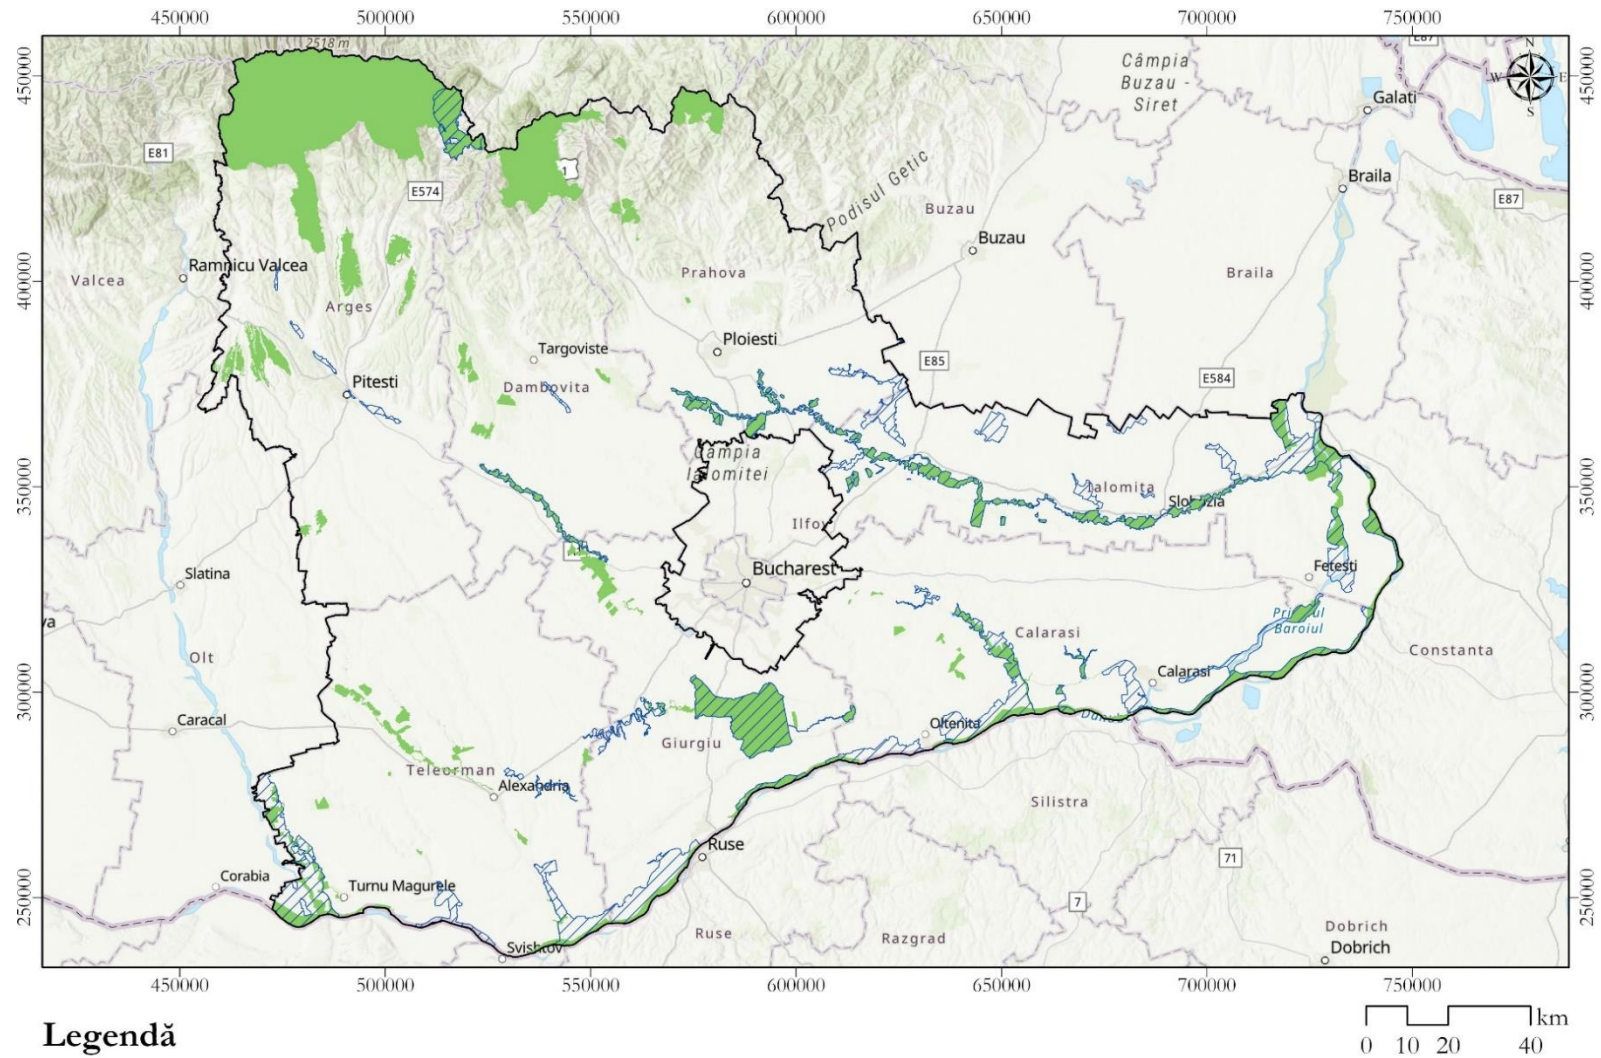 450000 500000 550000 600000 650000 700000 750000
2518 m
Câmpia
Buzau -
Siret
E87
N
W E
S
450000
450000
Galati
E81
1
Braila
E574
E87
Podisul Getic
Buzau
Buzau
Ramnicu Valcea
Valcea
Prahova
Braila
400000
400000
Arges
Ploiesti
Targoviste
E85
E584
Pitesti
Dambovita
Câmpia
Ialomitei
350000
350000
Ialomita
Slobozia
Ilfov
Slatina
Bucharest
Fetesti
va
Baroiul
Calarasi
Constanta
Olt
Calarasi
300000
300000
Caracal
Oltenita
Giurgiu
Teleorman
Alexandria
Silistra
Ruse
71
Corabia
Turnu Magurele
250000
250000
7
Ruse
Razgrad
Dobrich
Dobrich
Svishtov
450000 500000 550000 600000 650000 700000 750000
Legendă
km
0 10 20 40